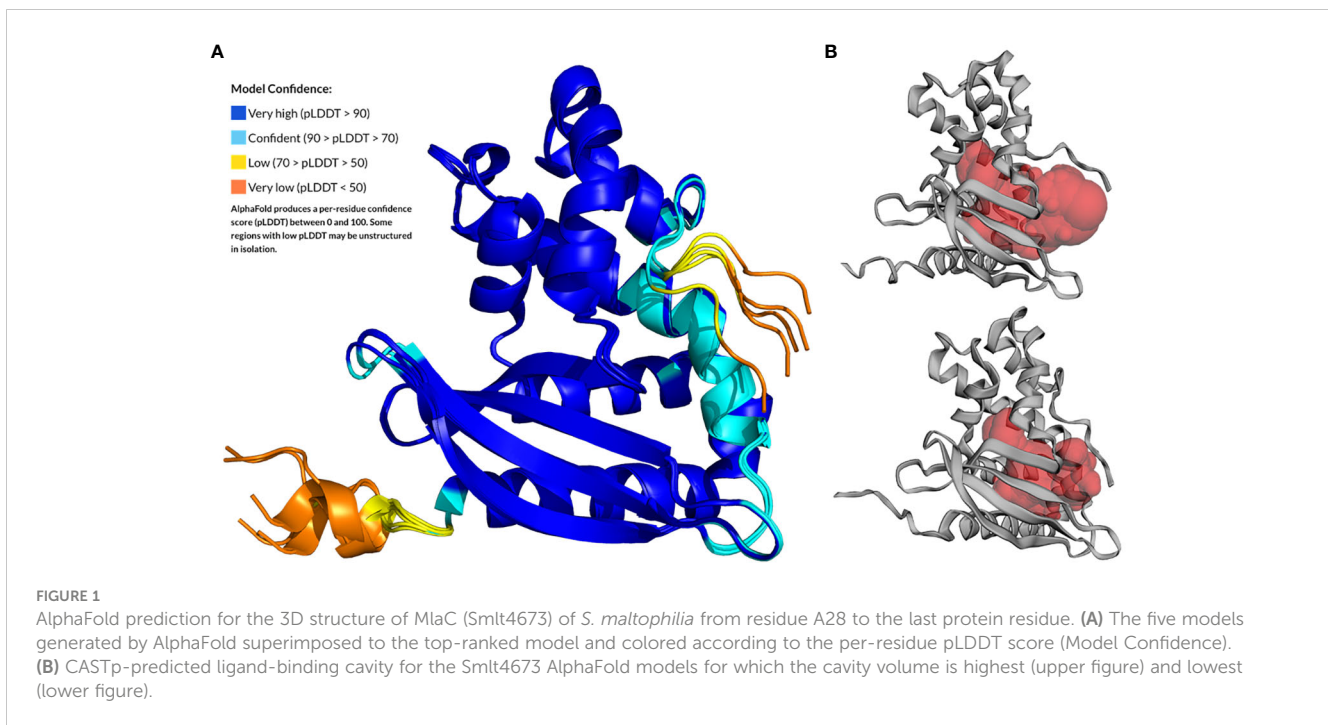 A
B
Model Confidence:
Very high (pLDDT > 90)
Confident (90 > pLDDT > 70)
Low (70 > pLDDT > 50)
Very low (pLDDT < 50)
AlphaFold produces a per-residue confidence
score (pLDDT) between 0 and 100. Some
regions with low pLDDT may be unstructured
in isolation.
FIGURE 1
AlphaFold prediction for the 3D structure of MlaC (Smlt4673) of S. maltophilia from residue A28 to the last protein residue. (A) The five models
generated by AlphaFold superimposed to the top-ranked model and colored according to the per-residue pLDDT score (Model Confidence).
(B) CASTp-predicted ligand-binding cavity for the Smlt4673 AlphaFold models for which the cavity volume is highest (upper figure) and lowest
(lower figure).